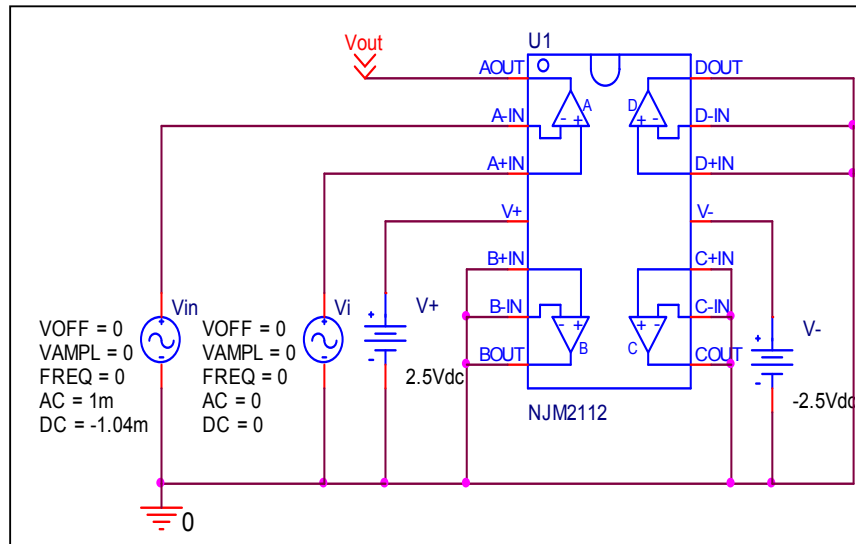 Vout
U1
AOUT
DOUT
A
D
A-IN
D-IN
- +
+ -
A+IN
D+IN
V+
V-
B+IN
C+IN
Vin
Vi
V+
B-IN
C-IN
V-
+
-
+
-
+
-
+
-
- +
+ -
VOFF = 0
VAMPL = 0
FREQ = 0
AC = 1m
DC = -1.04m
VOFF = 0
VAMPL = 0
FREQ = 0
AC = 0
DC = 0
BOUT
COUT
B
C
2.5Vdc
-2.5Vdc
NJM2112
0